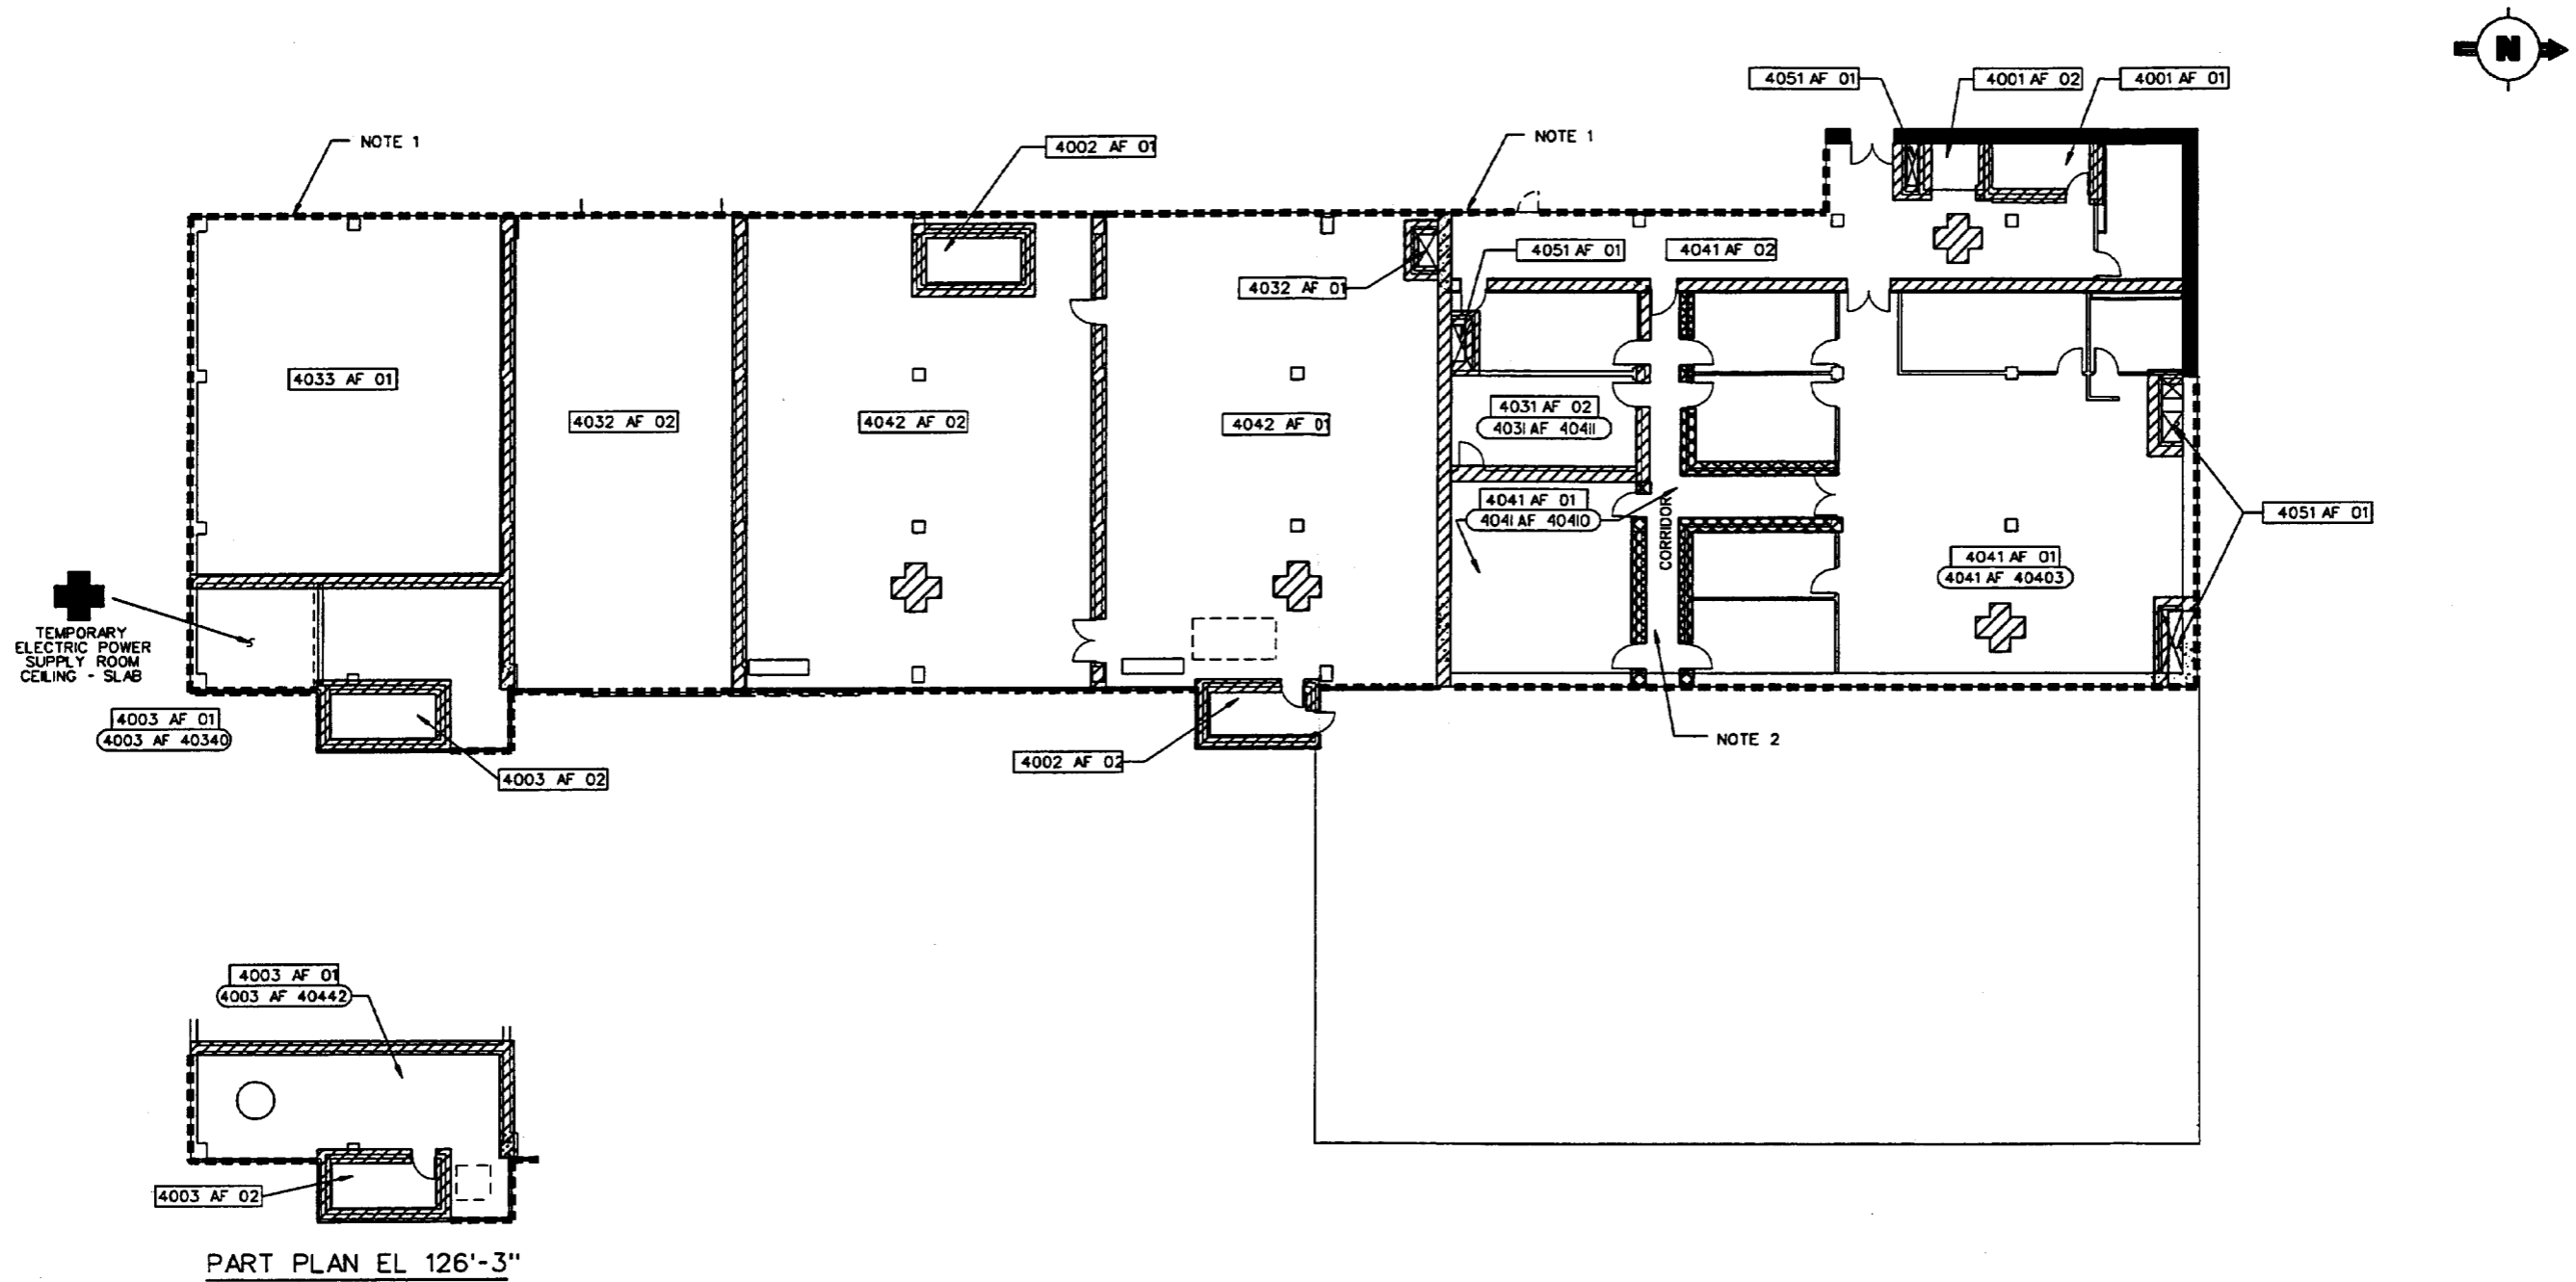 N
4051 AF 01
4001 AF 02
4001 AF 01
NOTE 1
4002 AF 01
NOTE 1
4051 AF 01
4041 AF 02
4032 AF 01
4033 AF 01
4032 AF 02
4042 AF 02
4042 AF 01
4031 AF 02
4031 AF 40411
4041 AF 01
4041 AF 40410
CORRIDOR
4051 AF 01
4041 AF 01
4041 AF 40403
TEMPORARY
ELECTRIC POWER
SUPPLY ROOM
CEILING - SLAB
4003 AF 01
4003 AF 40340
4003 AF 02
4002 AF 02
NOTE 2
4003 AF 01
4003 AF 40442
4003 AF 02
PART PLAN EL 126'-3"